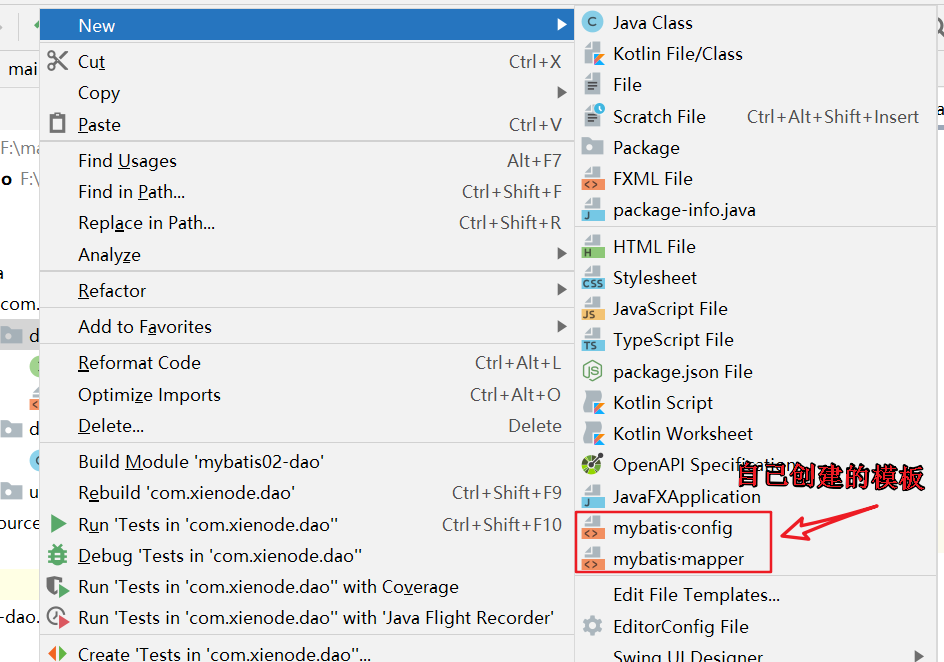 New
Cut Ctrl+X
Copy
Paste Ctrl+V
Find Usages Alt+F7
Find in Path... Ctrl+Shift+F
Replace in Path... Ctrl+Shift+R
Analyze
Refactor
Add to Favorites
Reformat Code Ctrl+Alt+L
Optimize Imports Ctrl+Alt+O
Delete... Delete
Build Module 'mybatis02-dao'
Rebuild 'com.xienode.dao' Ctrl+Shift+F9
Run 'Tests in 'com.xienode.dao'' Ctrl+Shift+F10
Debug 'Tests in 'com.xienode.dao''
Run 'Tests in 'com.xienode.dao'' with Coverage
Run 'Tests in 'com.xienode.dao'' with 'Java Flight Recorder'
Create 'Tests in 'com.xienode.dao''...
Java Class
Kotlin File/Class
File
Scratch File Ctrl+Alt+Shift+Insert
Package
FXML File
package-info.java
HTML File
Stylesheet
JavaScript File
TypeScript File
package.json File
Kotlin Script
Kotlin Worksheet
OpenAPI Specification
自己创建的模板
JavaFXApplication
mybatis-config
mybatis-mapper
Edit File Templates...
EditorConfig File
Swing UI Designer